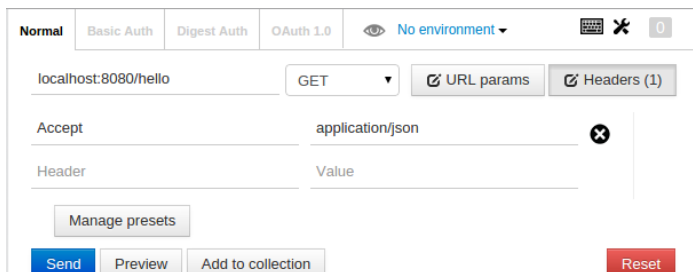 Normal Basic Auth Digest Auth OAuth 1.0 No environment 0
localhost:8080/hello GET URL params Headers (1)
Accept application/json
Header Value
Manage presets
Send Preview Add to collection Reset